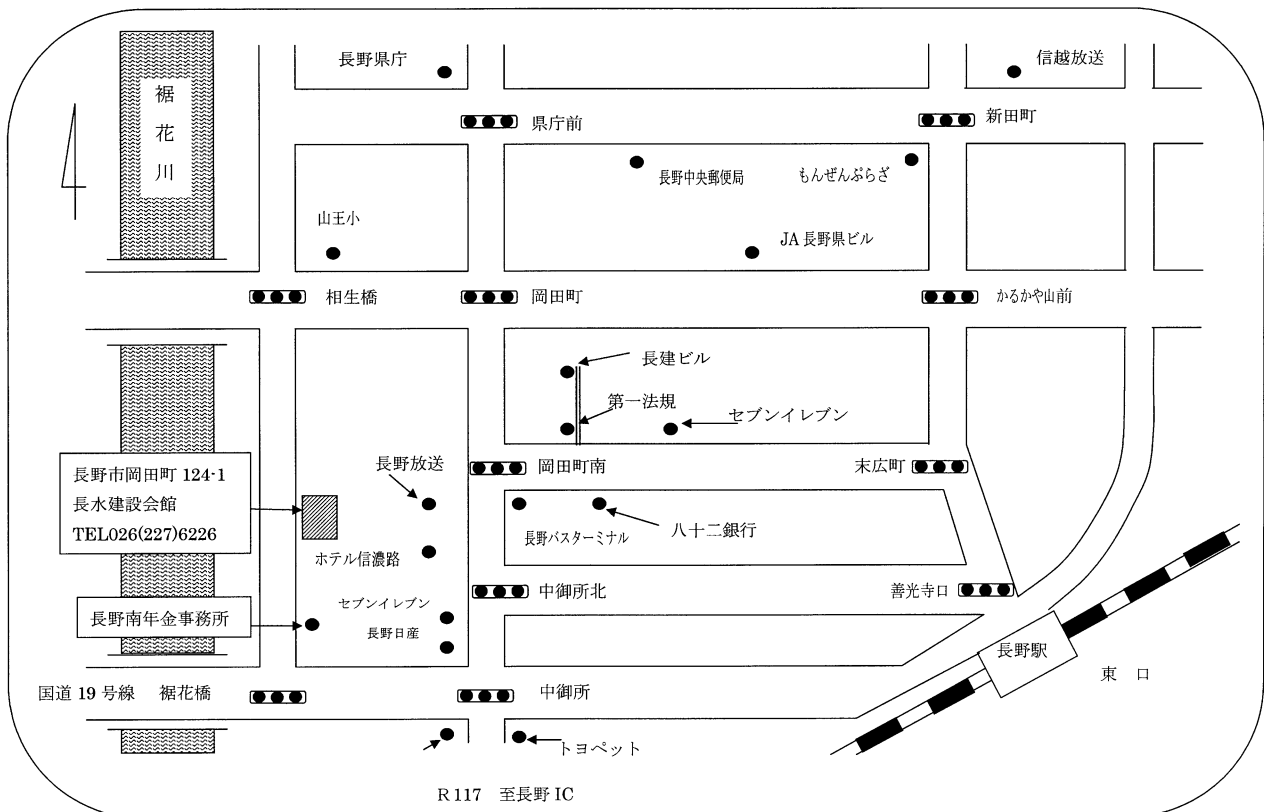 長野県庁
信越放送
裾花川
県庁前
新田町
長野中央郵便局
もんぜんぷらざ
山王小
JA 長野県ビル
相生橋
岡田町
かるかや山前
長建ビル
第一法規
セブンイレブン
長野放送
岡田町南
末広町
長野市岡田町 124-1
長水建設会館
TEL026(227)6226
長野バスターミナル
八十二銀行
ホテル信濃路
中御所北
善光寺口
セブンイレブン
長野日産
長野南年金事務所
長野駅
東 口
国道 19 号線 裾花橋
中御所
トヨペット
R 117 至長野 IC